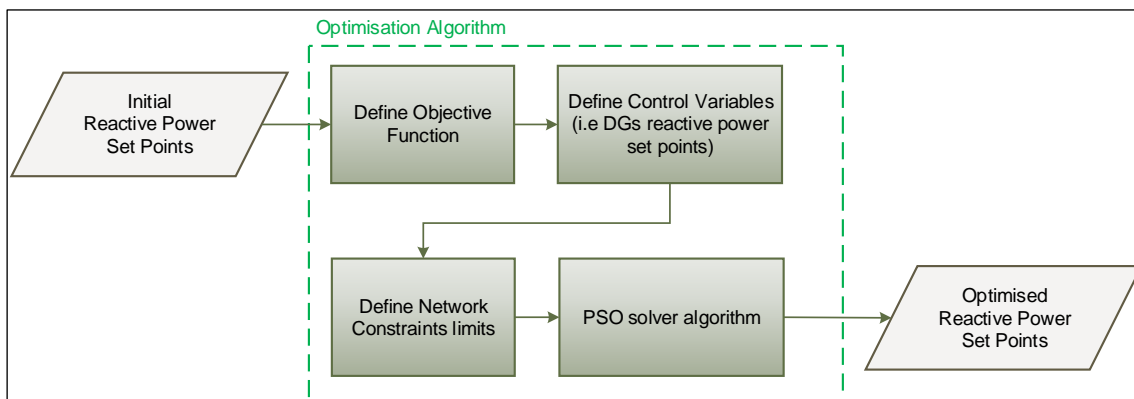 Optimisation Algorithm
Initial
Reactive Power
Set Points
Define Objective
Function
Define Control Variables
(i.e DGs reactive power
set points)
Define Network
Constraints limits
PSO solver algorithm
Optimised
Reactive Power
Set Points